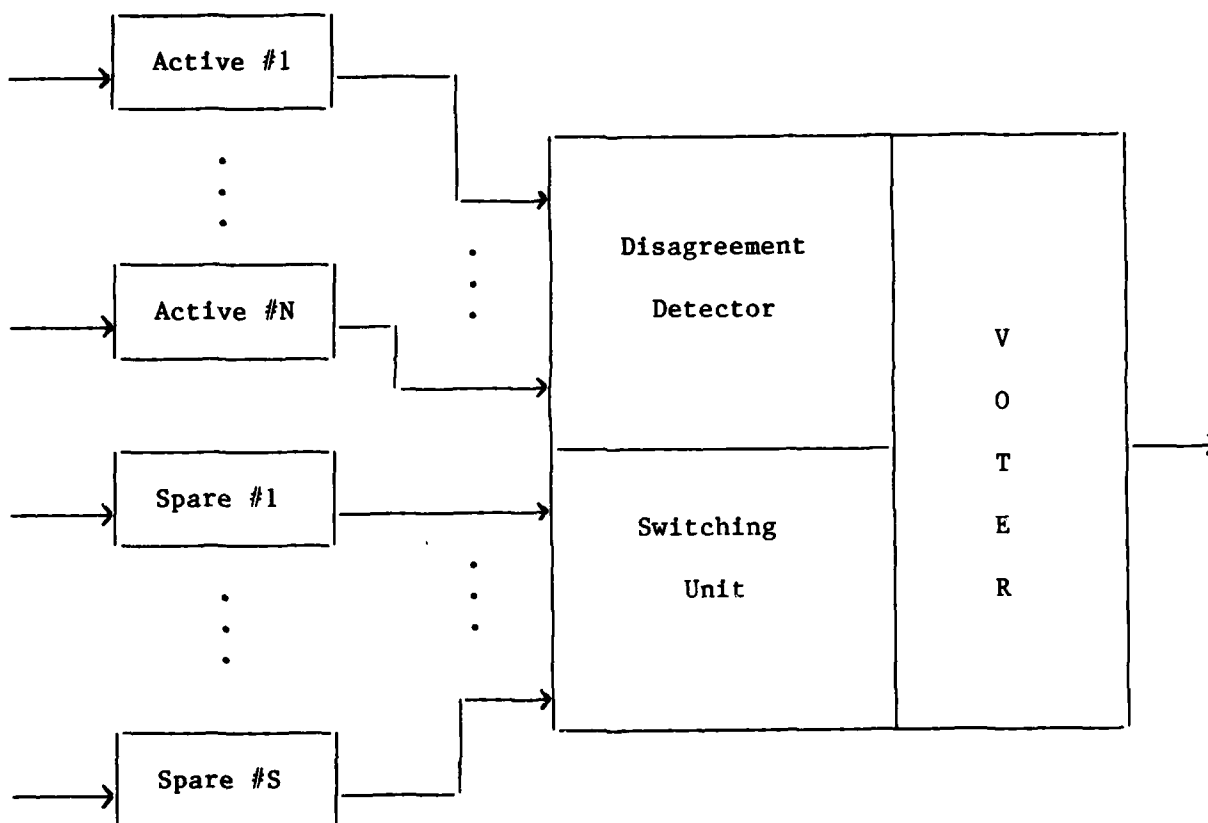 Active #1
Active #N
Spare #1
Spare #S
Disagreement
Detector
Switching
Unit
V
O
T
E
R